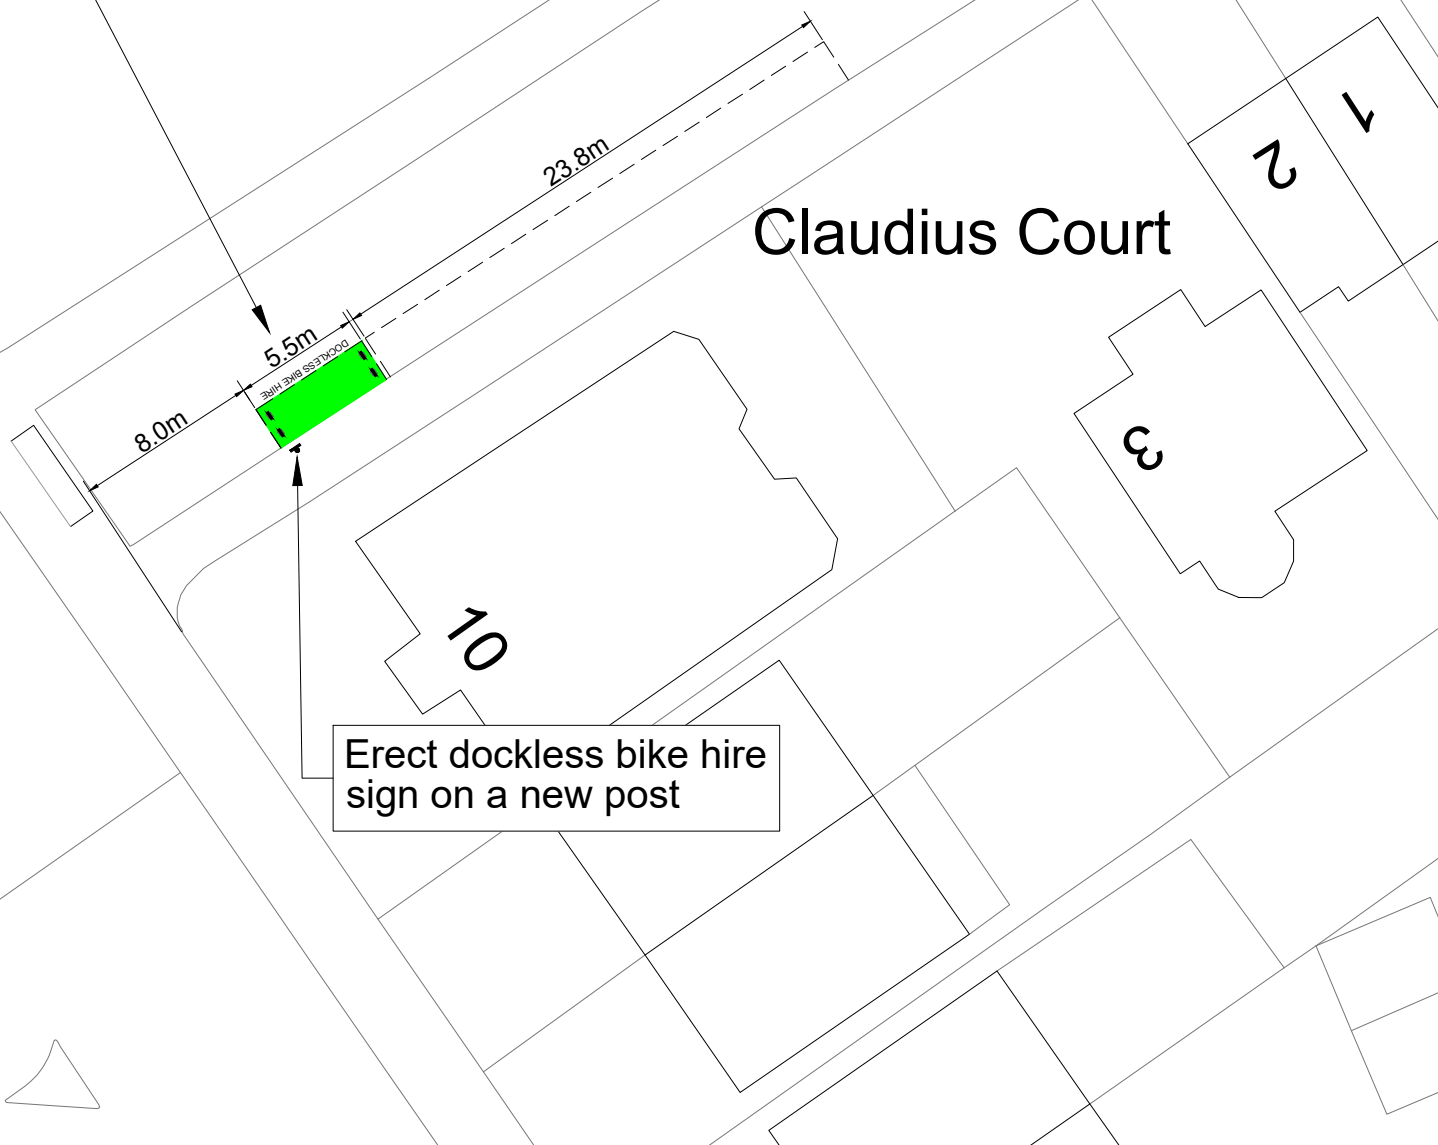 1
2
23.8m
Claudius Court
5.5m
DOCKLESS BIKE HIRE
8.0m
3
10
Erect dockless bike hire
sign on a new post